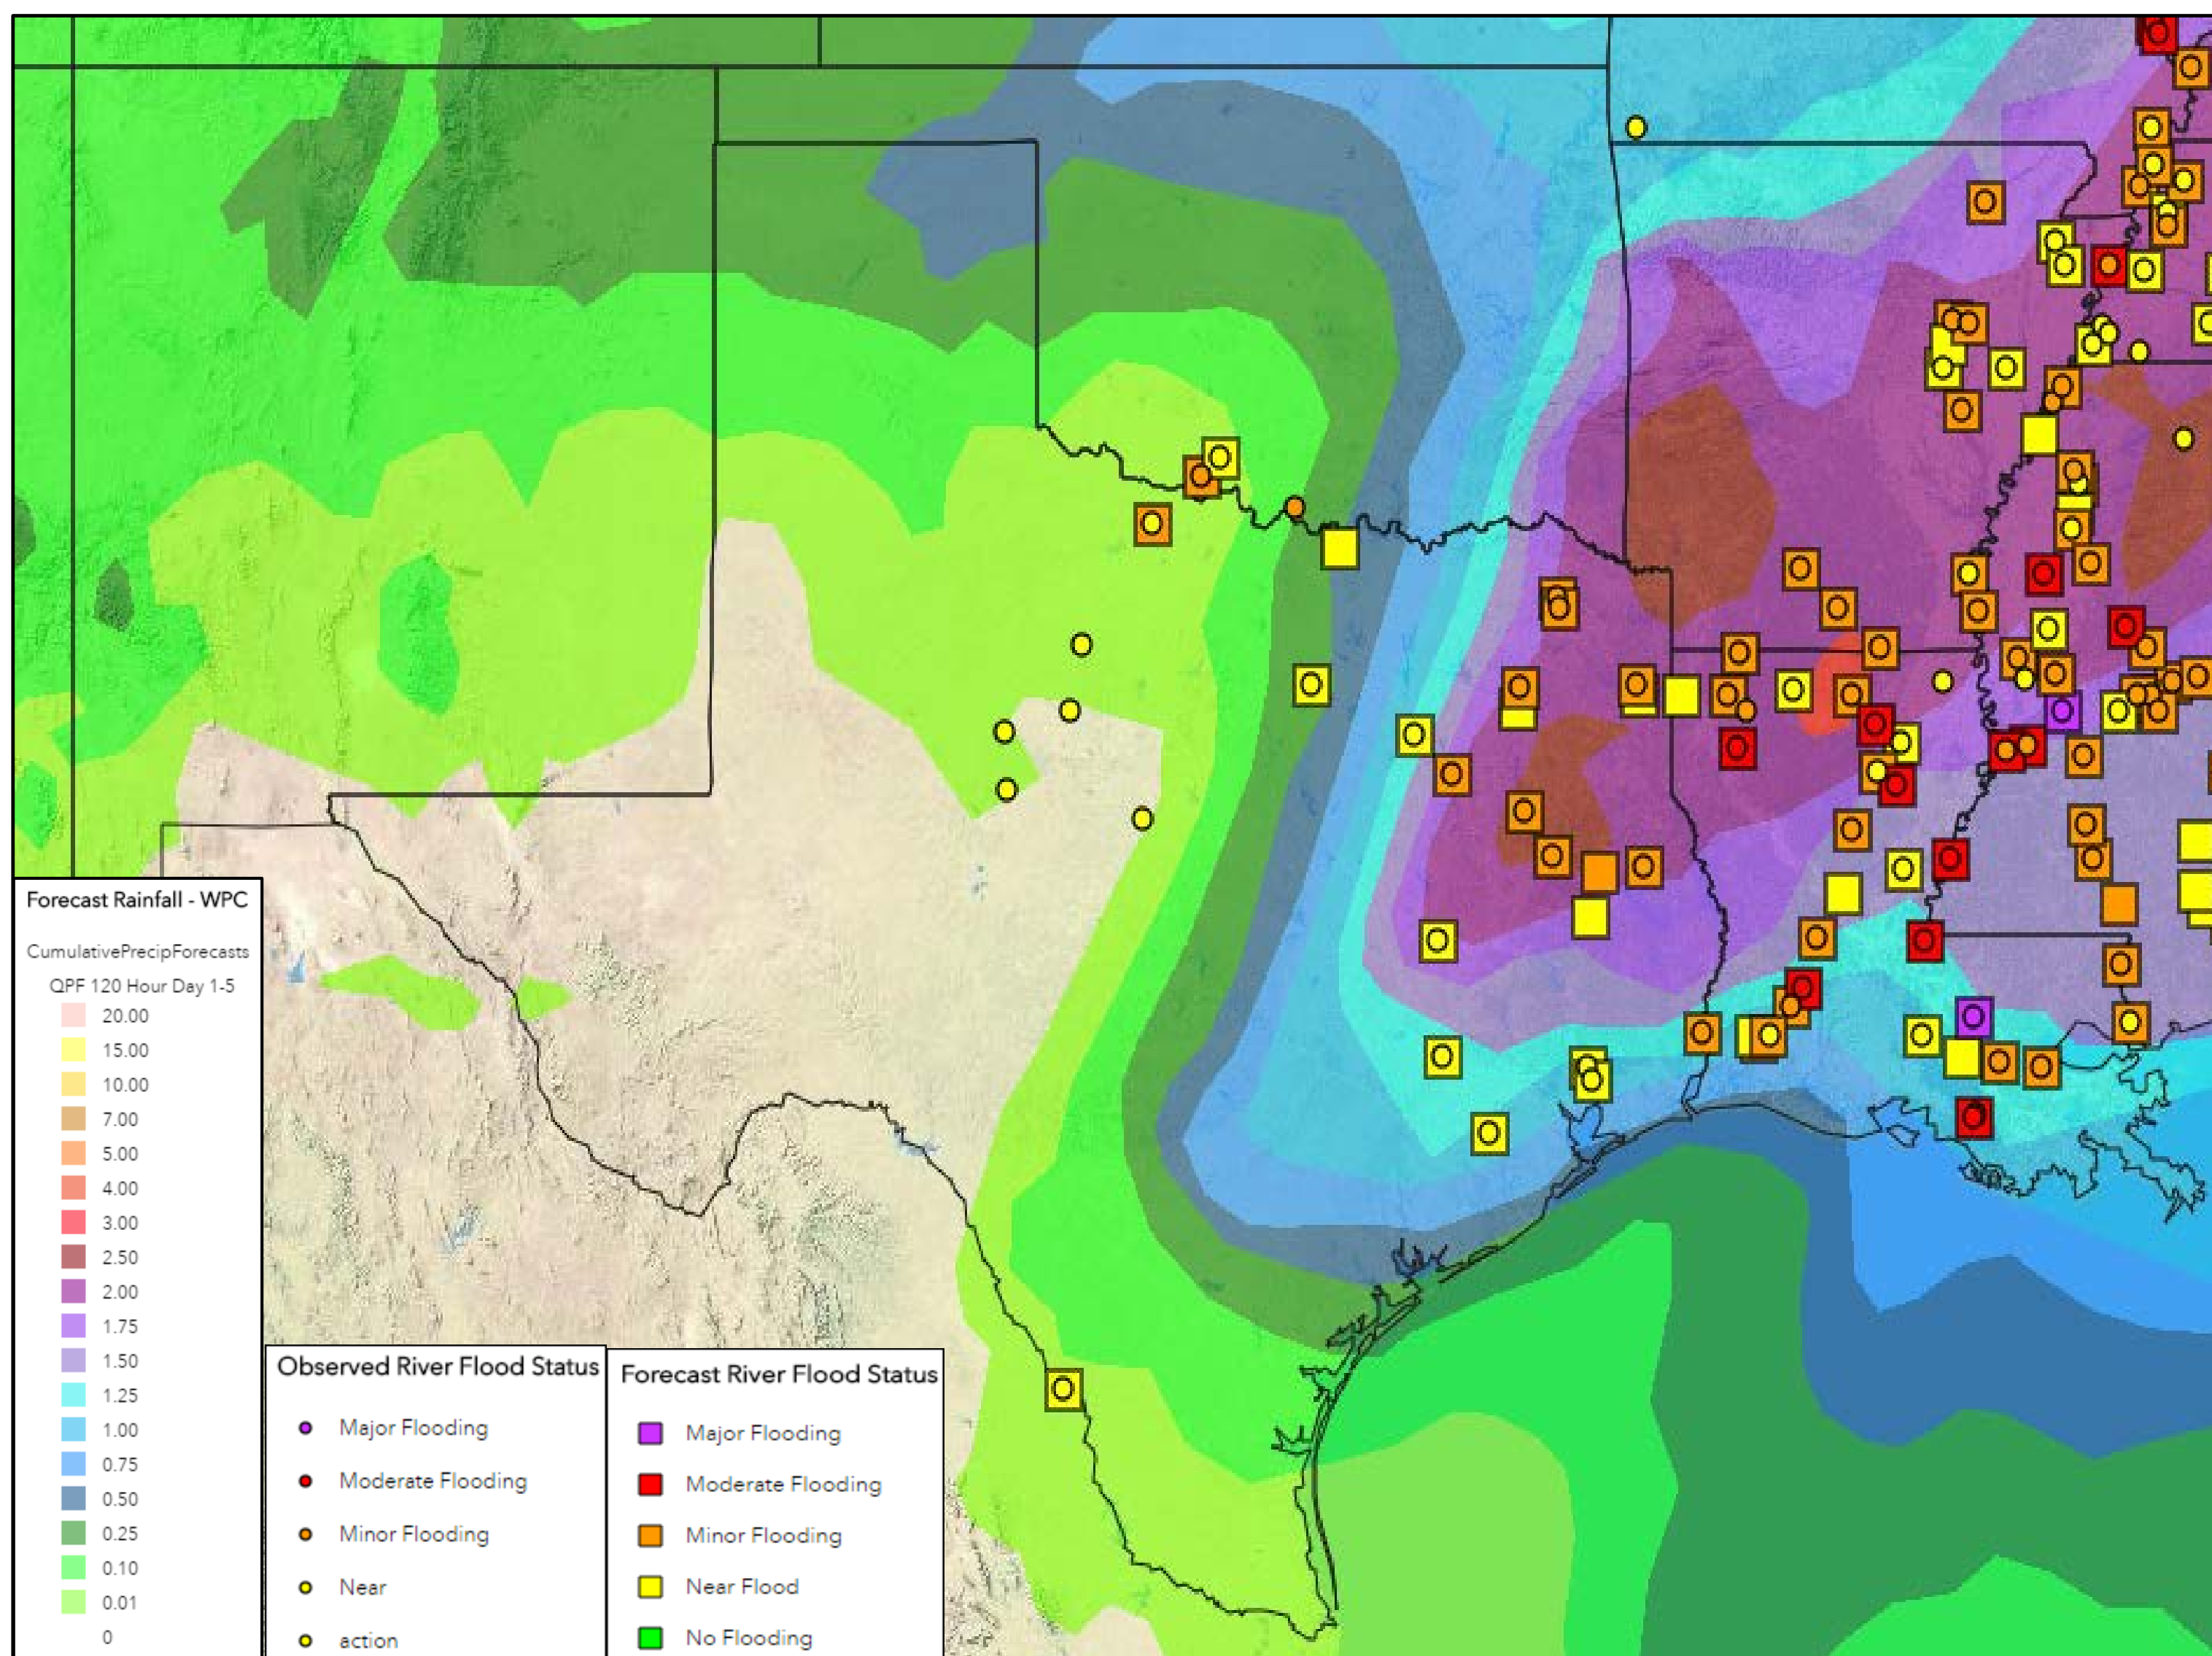 Forecast Rainfall - WPC
CumulativePrecipForecasts
QPF 120 Hour Day 1-5
20.00
15.00
10.00
7.00
5.00
4.00
3.00
2.50
2.00
1.75
1.50
1.25
1.00
0.75
0.50
0.25
0.10
0.01
0
Observed River Flood Status
Major Flooding
Moderate Flooding
Minor Flooding
Near
action
Forecast River Flood Status
Major Flooding
Moderate Flooding
Minor Flooding
Near Flood
No Flooding